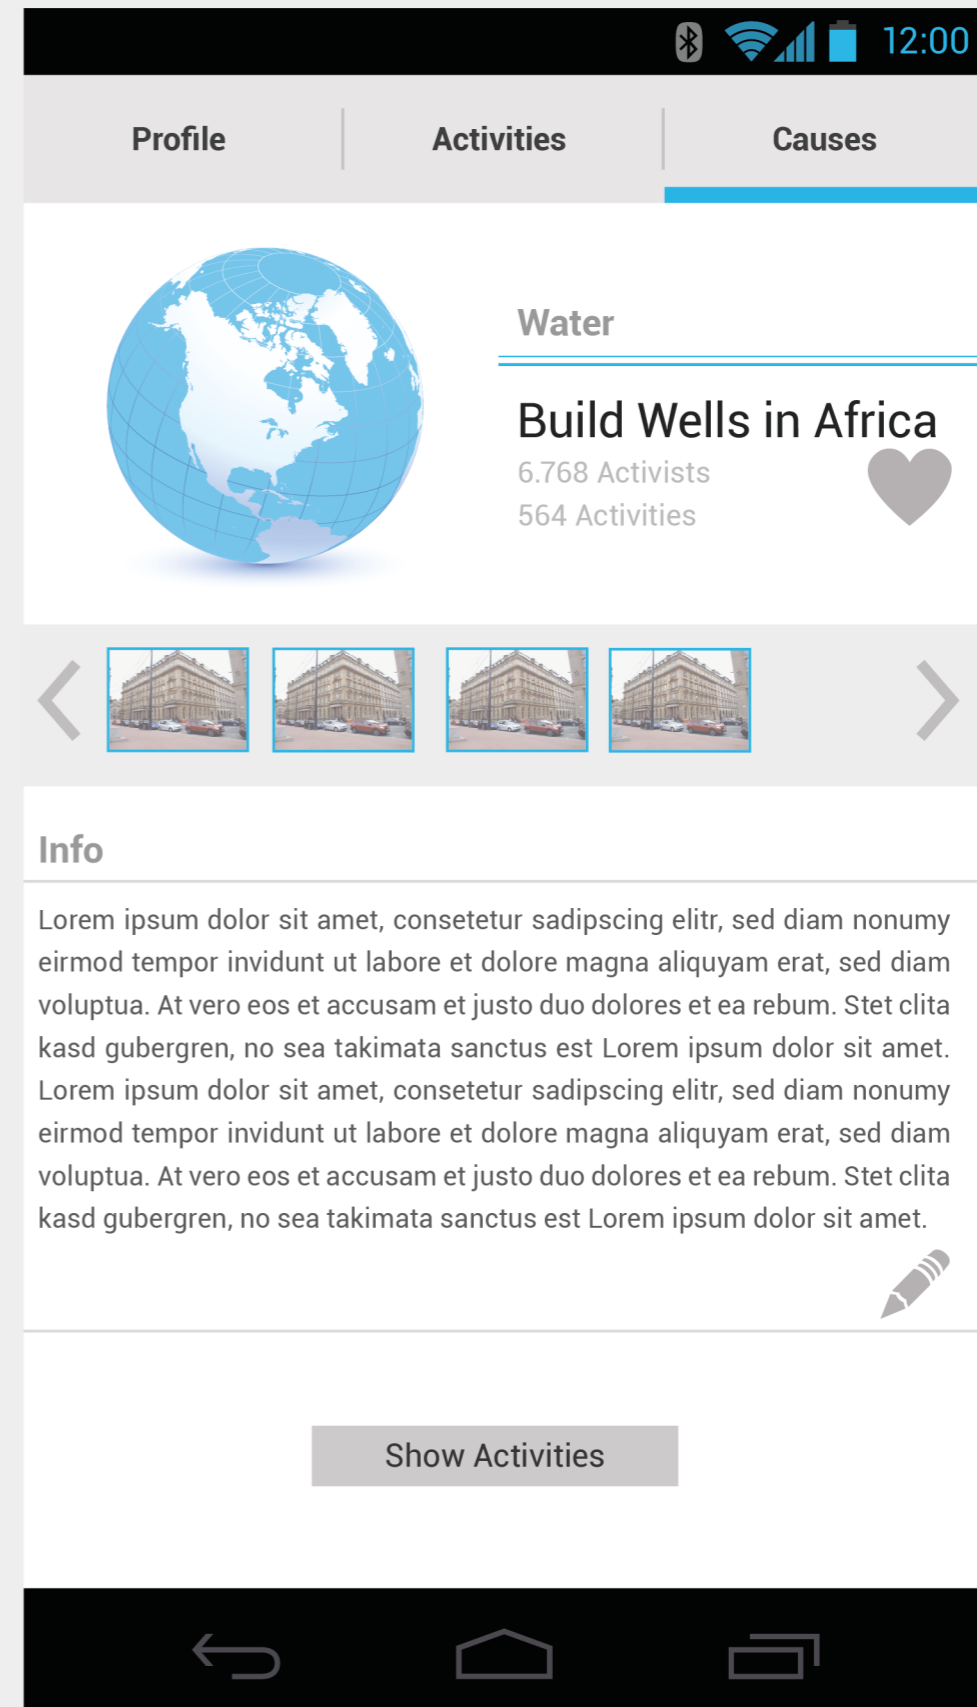 12:00
Profile
Activities
Causes
Water
Build Wells in Africa
6.768 Activists
564 Activities
Info
Lorem ipsum dolor sit amet, consetetur sadipscing elitr, sed diam nonumy
eirmod tempor invidunt ut labore et dolore magna aliquyam erat, sed diam
voluptua. At vero eos et accusam et justo duo dolores et ea rebum. Stet clita
kasd gubergren, no sea takimata sanctus est Lorem ipsum dolor sit amet.
Lorem ipsum dolor sit amet, consetetur sadipscing elitr, sed diam nonumy
eirmod tempor invidunt ut labore et dolore magna aliquyam erat, sed diam
voluptua. At vero eos et accusam et justo duo dolores et ea rebum. Stet clita
kasd gubergren, no sea takimata sanctus est Lorem ipsum dolor sit amet.
Show Activities